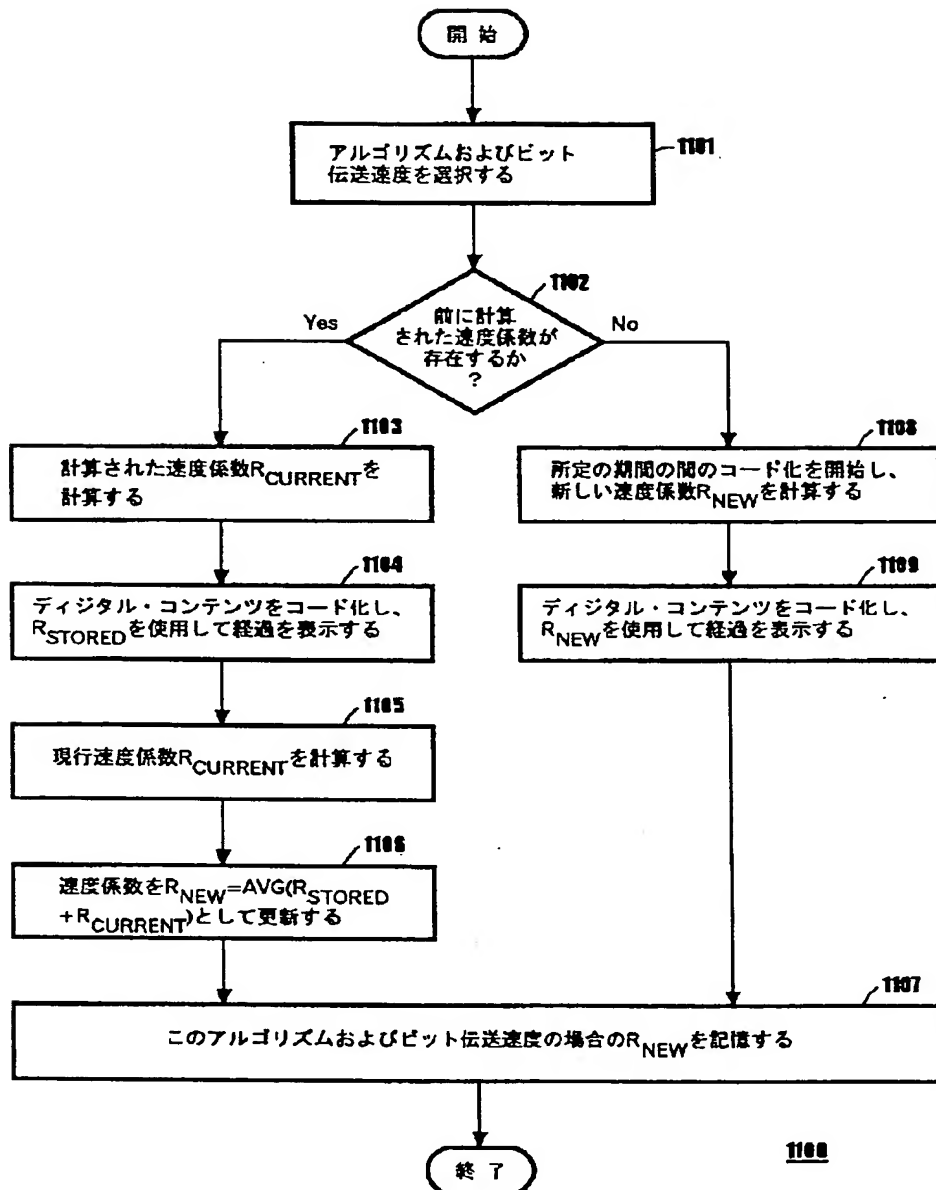 開 始
アルゴリズムおよびビット
伝送速度を選択する
1101
1102
前に計算
された速度係数が
存在するか
?
Yes
No
1103
計算された速度係数RCURRENTを
計算する
1108
所定の期間の間のコード化を開始し、
新しい速度係数RNEWを計算する
1104
ディジタル・コンテンツをコード化し、
RSTOREDを使用して経過を表示する
1109
ディジタル・コンテンツをコード化し、
RNEWを使用して経過を表示する
1105
現行速度係数RCURRENTを計算する
1106
速度係数をRNEW=AVG(RSTORED
+RCURRENT)として更新する
1107
このアルゴリズムおよびビット伝送速度の場合のRNEWを記憶する
終 了
1100